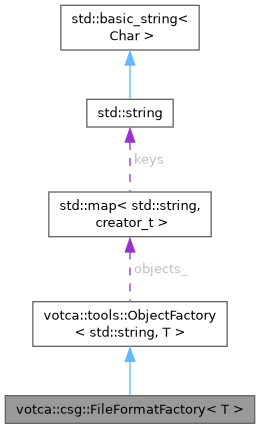 std::basic_string<
Char >
std::string
keys
std::map< std::string,
creator_t >
objects_
votca::tools::ObjectFactory
< std::string, T >
votca::csg::FileFormatFactory< T >